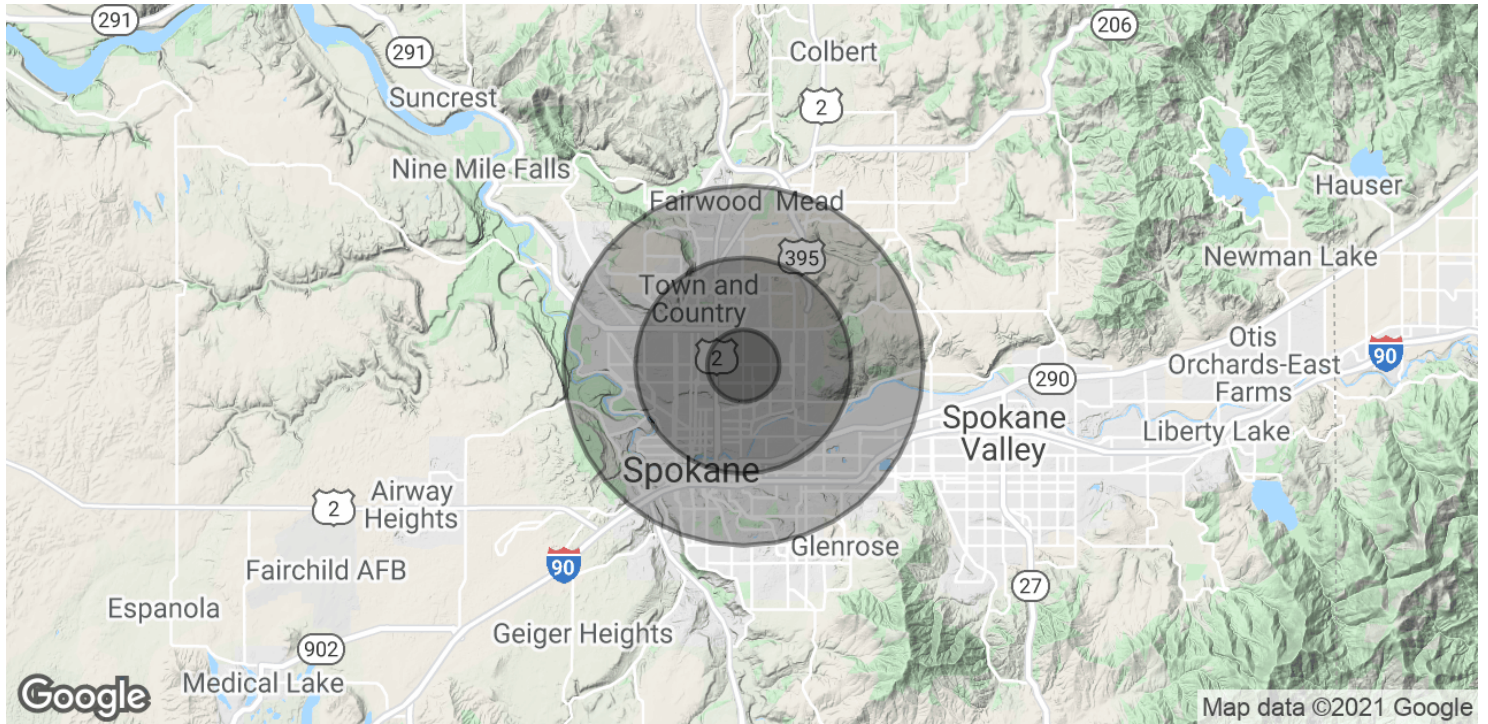 291
206
Colbert
291
2
Suncrest
Nine Mile Falls
Hauser
Fairwood
Mead
Newman Lake
395
Town and
Country
2
Otis
Orchards-East
Farms
90
290
Spokane
Valley
Liberty Lake
Spokane
Airway
Heights
2
Glenrose
90
Fairchild AFB
27
Espanola
Geiger Heights
902
Medical Lake
Google
Map data ©2021 Google